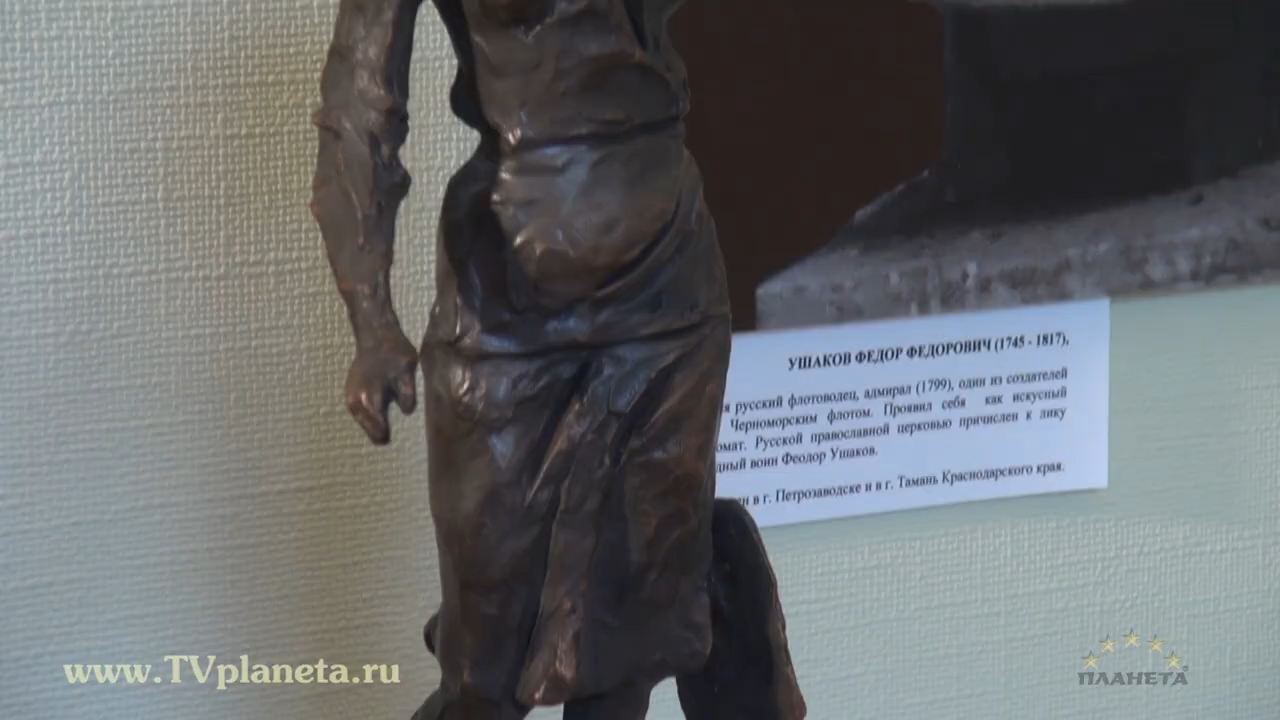 УШАКОВ ФЕДОР ФЕДОРОВИЧ (1745 - 1817),
русский флотоводец, адмирал (1799), один из создателей
Черноморским флотом. Проявил себя как искусный
Русской православной церковью причислен к лику
воин Феодор Ушаков.
в г. Петрозаводске и в г. Тамань Краснодарского края.
www.TVplaneta.ru
ПЛАНЕТА